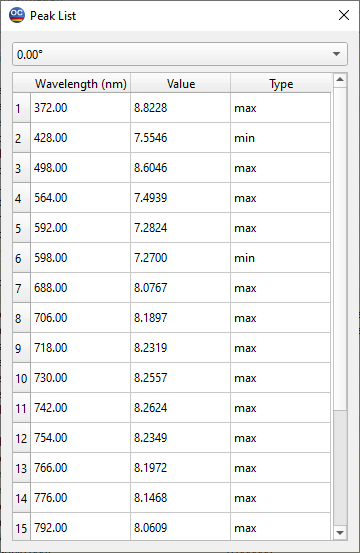 OC Peak List
0.00°
Wavelength (nm) Value Type
1 372.00 8.8228 max
2 428.00 7.5546 min
3 498.00 8.6046 max
4 564.00 7.4939 max
5 592.00 7.2824 max
6 598.00 7.2700 min
7 688.00 8.0767 max
8 706.00 8.1897 max
9 718.00 8.2319 max
10 730.00 8.2557 max
11 742.00 8.2624 max
12 754.00 8.2349 max
13 766.00 8.1972 max
14 776.00 8.1468 max
15 792.00 8.0609 max